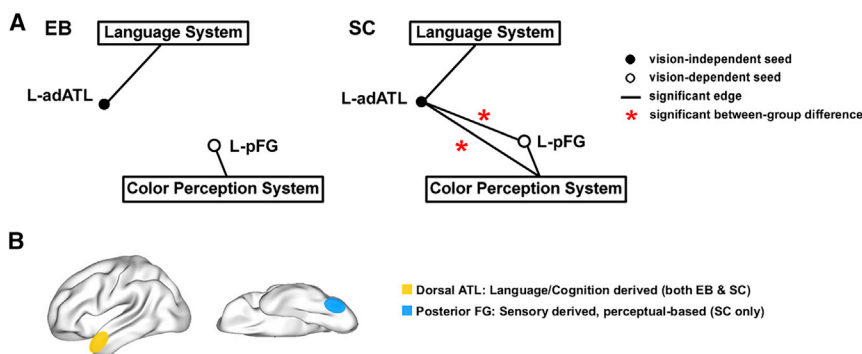 A
EB
Language System
L-adATL
L-pFG
Color Perception System
SC
Language System
L-adATL
*
*
L-pFG
Color Perception System
vision-independent seed
vision-dependent seed
significant edge
* significant between-group difference
B
Dorsal ATL: Language/Cognition derived (both EB & SC)
Posterior FG: Sensory derived, perceptual-based (SC only)